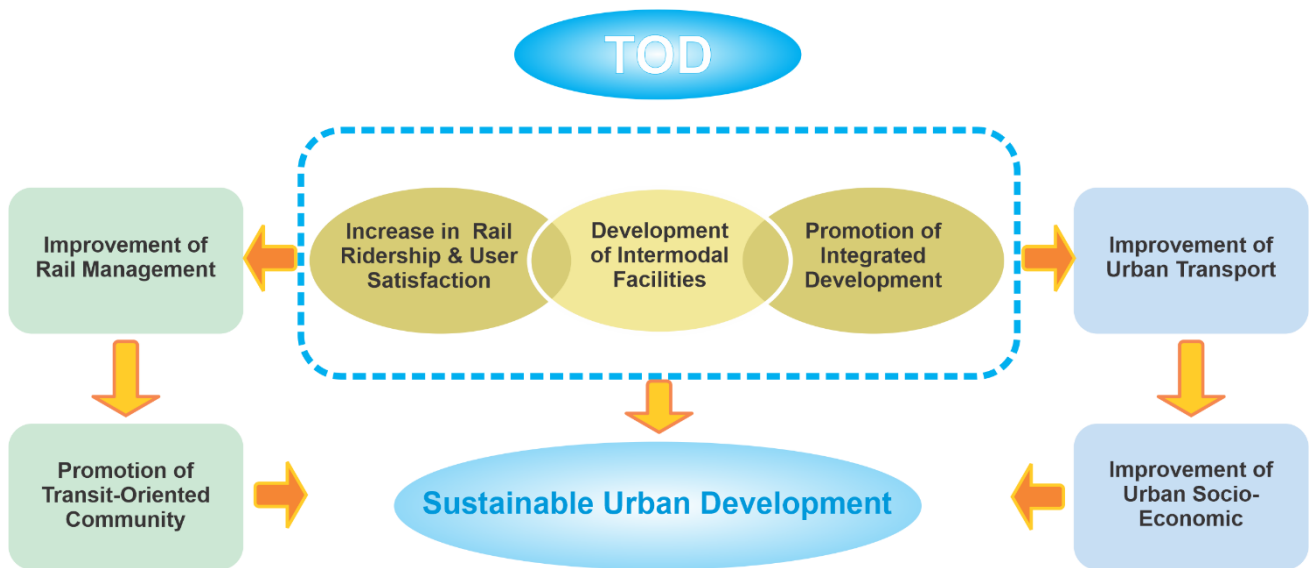 TOD
Improvement of
Rail Management
Increase in Rail
Ridership & User
Satisfaction
Development
of Intermodal
Facilities
Promotion of
Integrated
Development
Improvement of
Urban Transport
Promotion of
Transit-Oriented
Community
Sustainable Urban Development
Improvement of
Urban Socio-
Economic